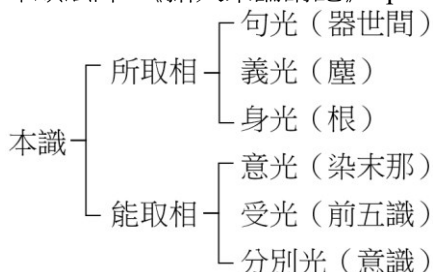 句光（器世間）
所取相
義光（塵）
身光（根）
本識
意光（染末那）
能取相
受光（前五識）
分別光（意識）